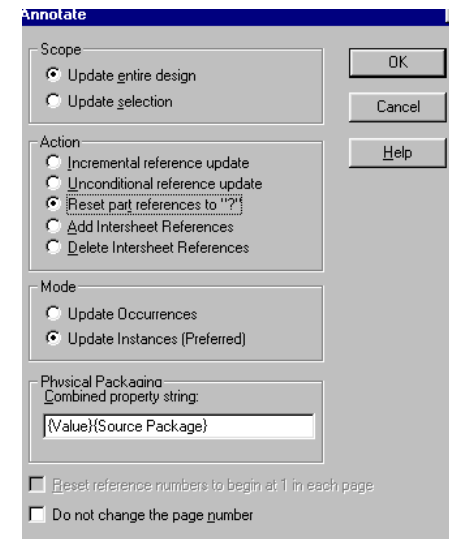 Annotate
Scope
Update entire design
Update selection
OK
Cancel
Help
Action
Incremental reference update
Unconditional reference update
Reset part references to "?"
Add Intersheet References
Delete Intersheet References
Mode
Update Occurrences
Update Instances (Preferred)
Physical Packaging
Combined property string:
{Value}{Source Package}
Reset reference numbers to begin at 1 in each page
Do not change the page number